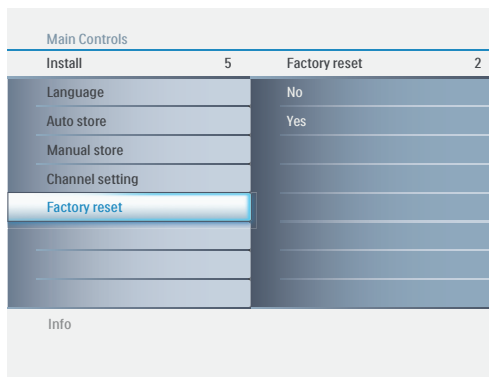 Main Controls
Install 5 Factory reset 2
Language No
Auto store Yes
Manual store
Channel setting
Factory reset
Info